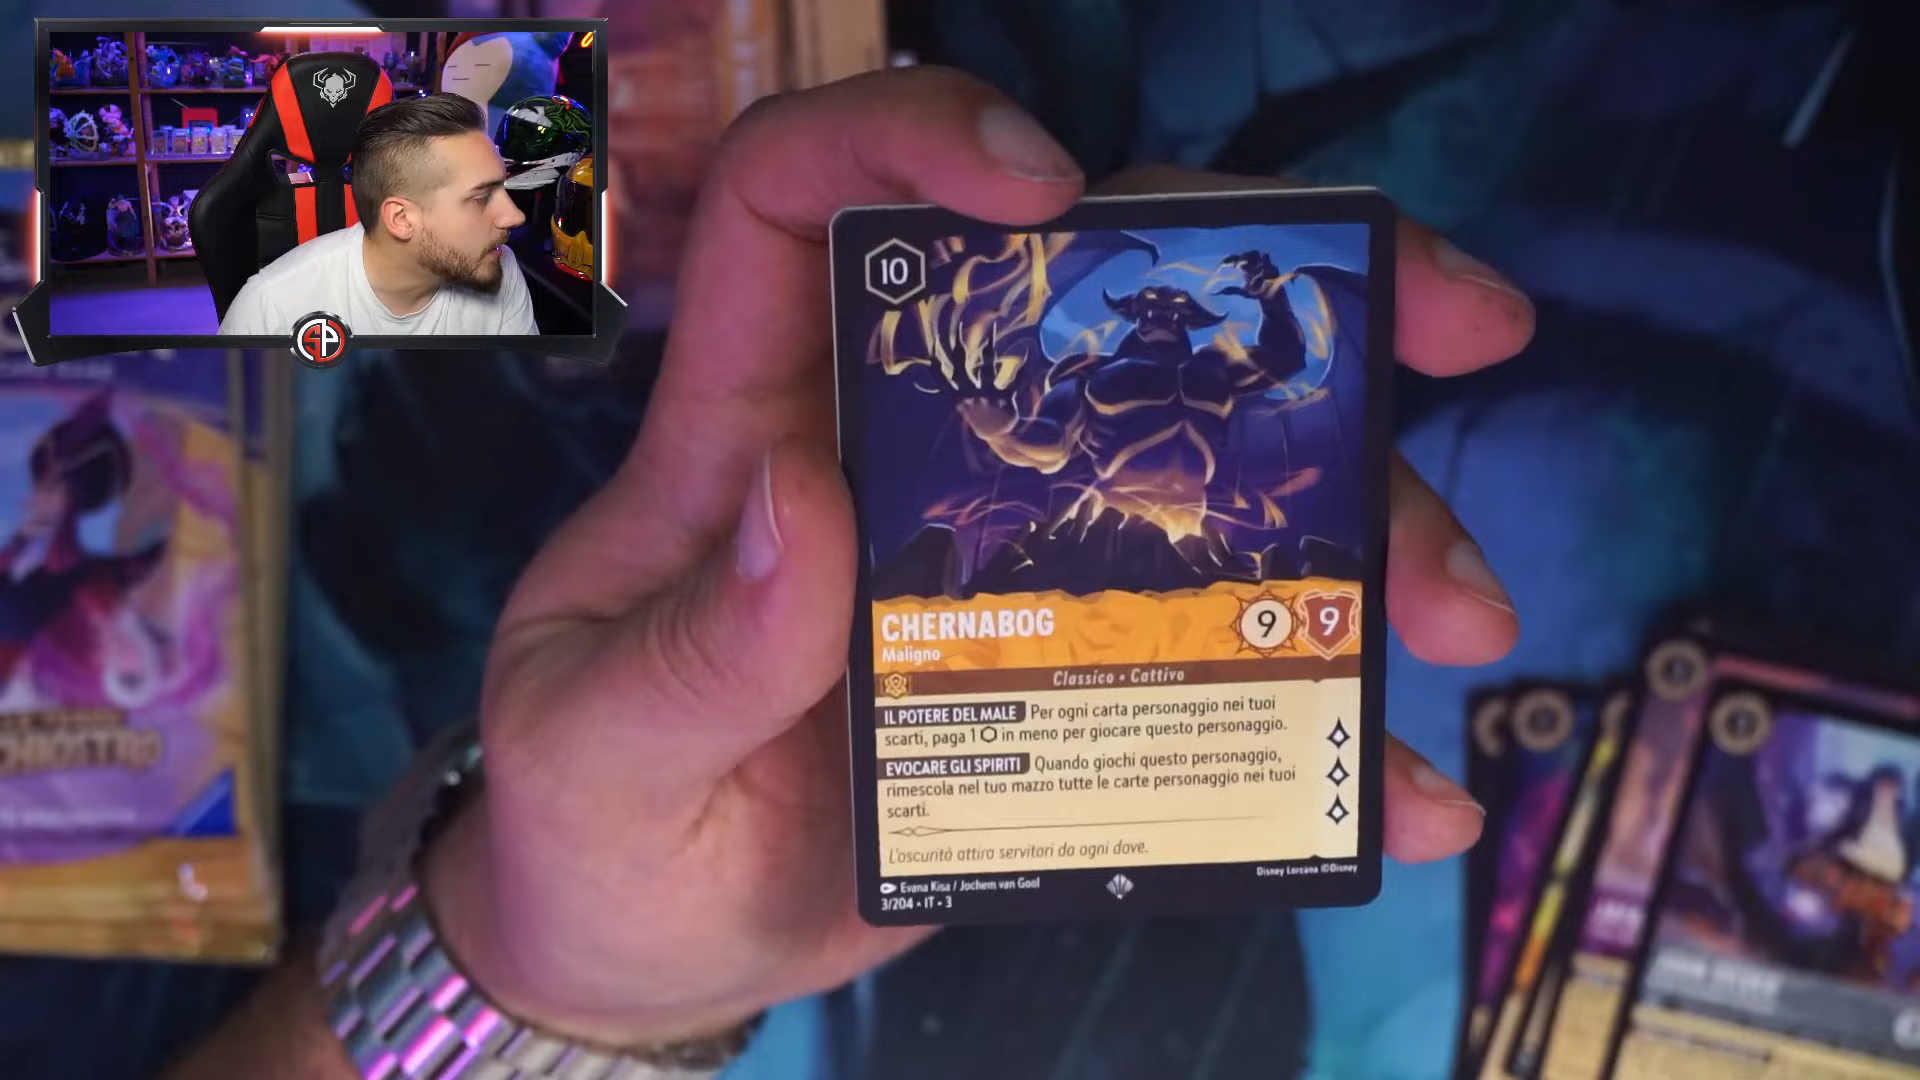 10
CHERNABOG
Maligno
9 9
Classico • Cattivo
IL POTERE DEL MALE Per ogni carta personaggio nei tuoi
scarti, paga 1 in meno per giocare questo personaggio.
EVOCARE GLI SPIRITI Quando giochi questo personaggio,
rimescola nel tuo mazzo tutte le carte personaggio nei tuoi
scarti.
L'oscurità attira servitori da ogni dove.
Evana Kisa / Jochem van Gool
Disney Lorcana ©Disney
3/204 • IT • 3
SP